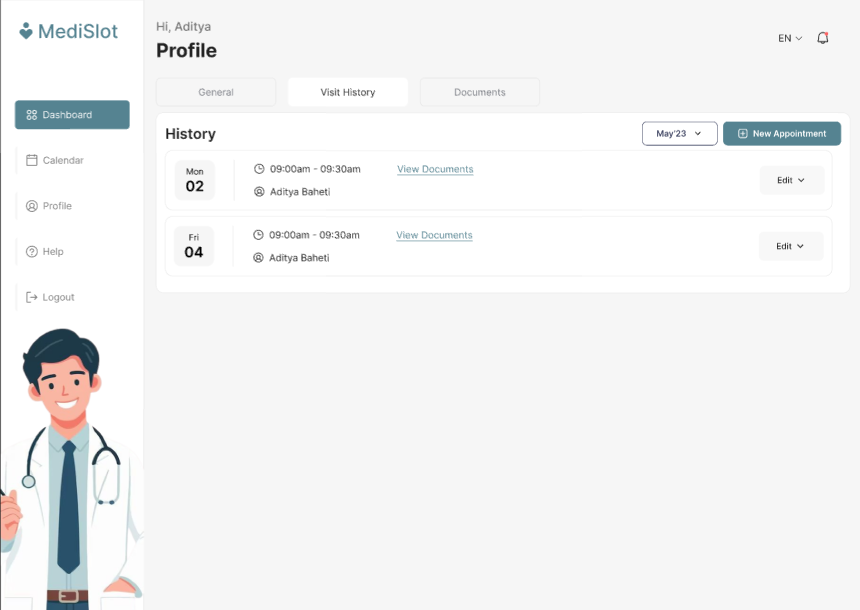 MediSlot
Hi, Aditya
Profile
EN
Dashboard
Calendar
Profile
Help
Logout
General
Visit History
Documents
History
May'23
New Appointment
Mon
02
09:00am - 09:30am
View Documents
Aditya Baheti
Edit
Fri
04
09:00am - 09:30am
View Documents
Aditya Baheti
Edit